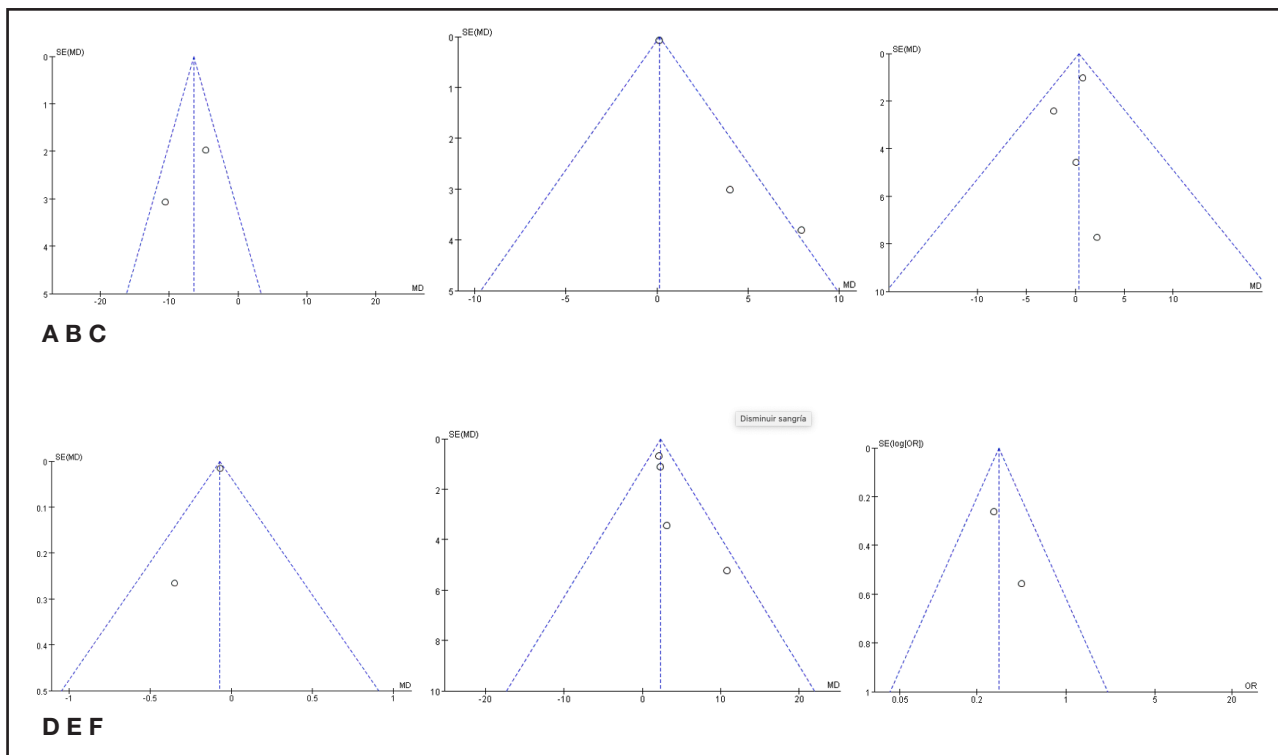 SE(MD)
0
1
2
3
4
5
-20 -10 0 10 20
MD
SE(MD)
0
1
2
3
4
5
-10 -5 0 5 10
MD
SE(MD)
0
2
4
6
8
10
-10 -5 0 5 10
MD
A B C
SE(MD)
0
0.1
0.2
0.3
0.4
0.5
-1 -0.5 0 0.5 1
MD
SE(MD)
0
2
4
6
8
10
-20 -10 0 10 20
MD
Disminuir sangría
SE(log[OR])
0
0.2
0.4
0.6
0.8
1
0.05 0.2 1 5 20
OR
D E F